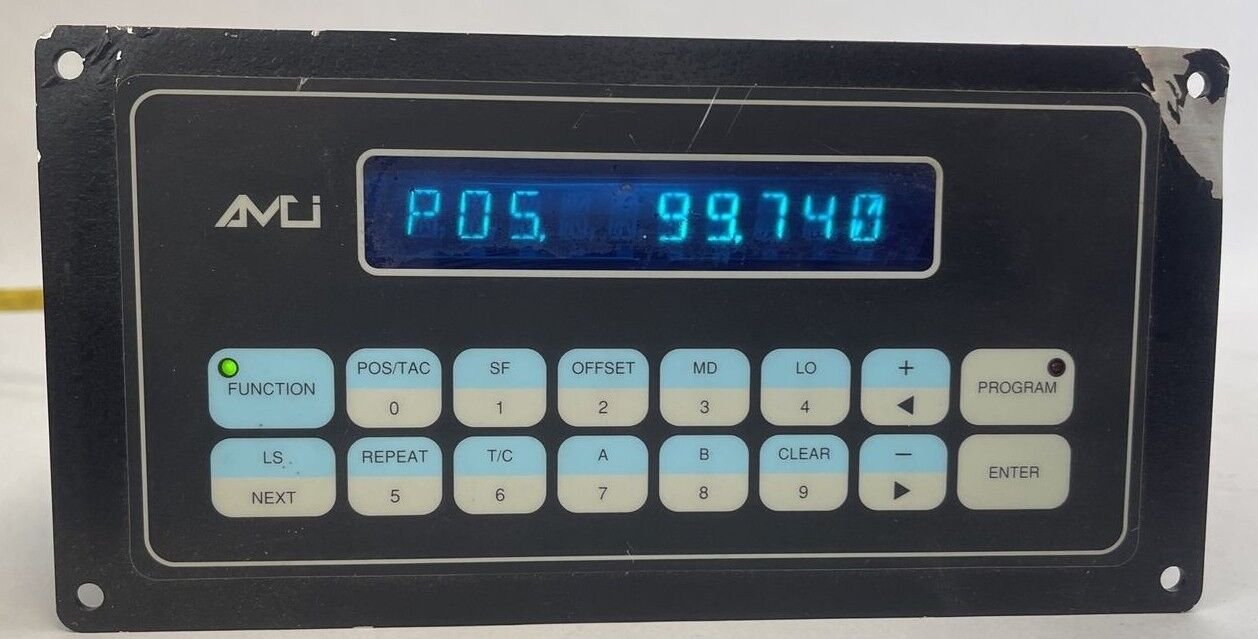 AMCi
POS. 99.740
FUNCTION
POS/TAC
0
SF
1
OFFSET
2
MD
3
LO
4
+
◀
PROGRAM
LS
NEXT
REPEAT
5
T/C
6
A
7
B
8
CLEAR
9
−
▶
ENTER